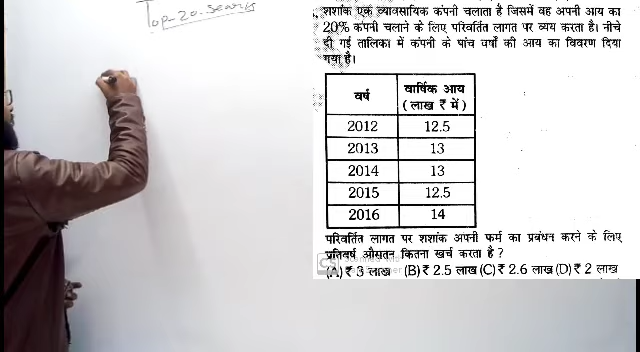 Top-20-searies
शशांक एक व्यावसायिक कंपनी चलाता है जिसमें वह अपनी आय का
20% कंपनी चलाने के लिए परिवर्तित लागत पर व्यय करता है। नीचे
दी गई तालिका में कंपनी के पांच वर्षों की आय का विवरण दिया
गया है।
वर्ष वार्षिक आय
(लाख ₹ में)
2012 12.5
2013 13
2014 13
2015 12.5
2016 14
परिवर्तित लागत पर शशांक अपनी फर्म का प्रबंधन करने के लिए
प्रतिवर्ष औसतन कितना खर्च करता है ?
(A) ₹ 3 लाख (B) ₹ 2.5 लाख (C) ₹ 2.6 लाख (D) ₹ 2 लाख